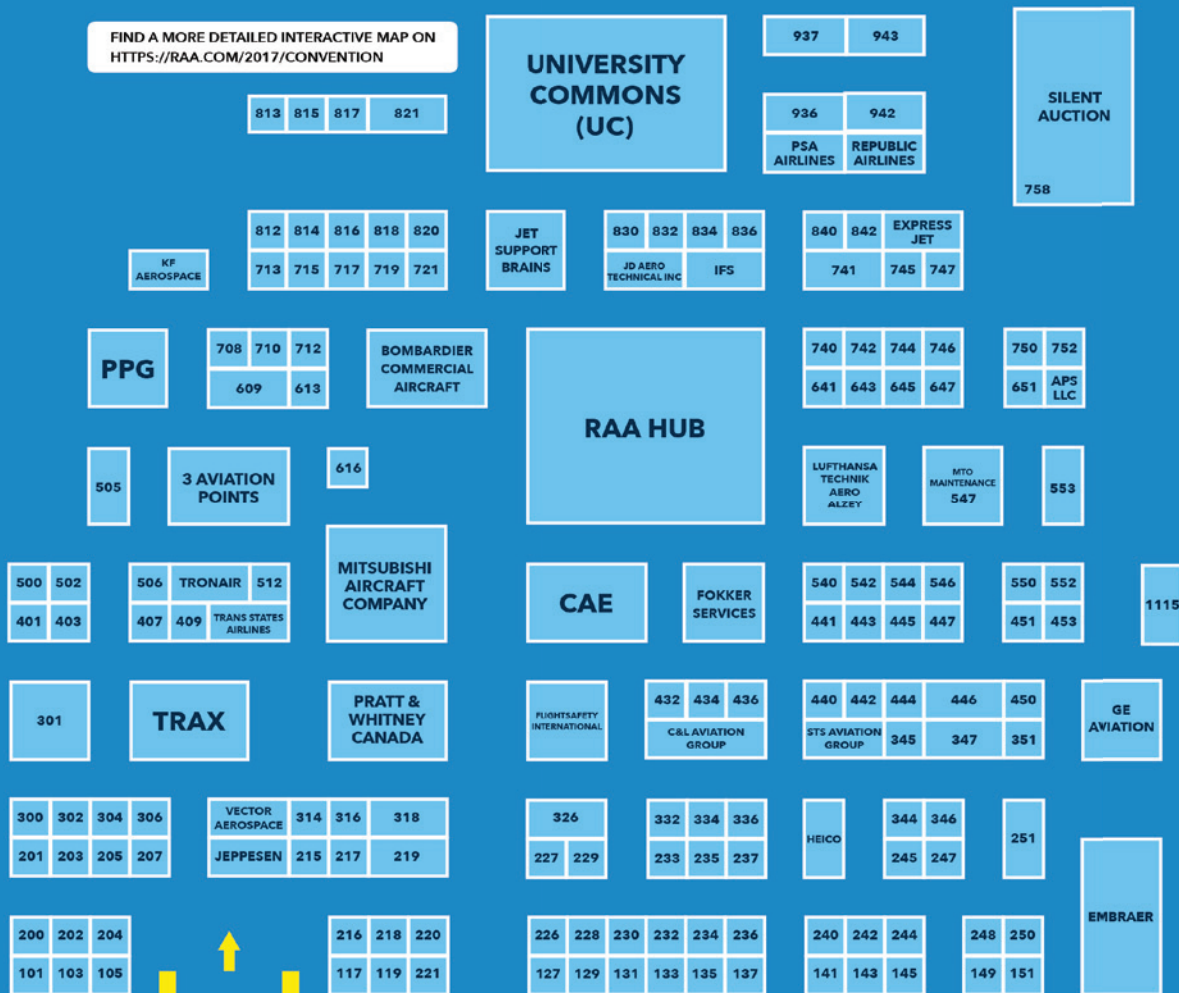 FIND A MORE DETAILED INTERACTIVE MAP ON
HTTPS://RAA.COM/2017/CONVENTION
UNIVERSITY
COMMONS
(UC)
937 943
SILENT
AUCTION
758
813 815 817 821
936 942
PSA
AIRLINES
REPUBLIC
AIRLINES
812 814 816 818 820
713 715 717 719 721
KF
AEROSPACE
JET
SUPPORT
BRAINS
830 832 834 836
JD AERO
TECHNICAL INC
IFS
840 842 EXPRESS
JET
741 745 747
PPG
708 710 712
609 613
BOMBARDIER
COMMERCIAL
AIRCRAFT
RAA HUB
740 742 744 746
641 643 645 647
750 752
651 APS
LLC
505
3 AVIATION
POINTS
616
LUFTHANSA
TECHNIK
AERO
ALZEY
MTO
MAINTENANCE
547
553
500 502
401 403
506 TRONAIR 512
407 409 TRANS STATES
AIRLINES
MITSUBISHI
AIRCRAFT
COMPANY
CAE
FOKKER
SERVICES
540 542 544 546
441 443 445 447
550 552
451 453
1115
301
TRAX
PRATT &
WHITNEY
CANADA
FLIGHTSAFETY
INTERNATIONAL
432 434 436
C&L AVIATION
GROUP
440 442 444 446 450
STS AVIATION
GROUP
345 347 351
GE
AVIATION
300 302 304 306
201 203 205 207
VECTOR
AEROSPACE
314 316 318
JEPPESEN 215 217 219
326
227 229
332 334 336
233 235 237
HEICO
344 346
245 247
251
EMBRAER
200 202 204
101 103 105
216 218 220
117 119 221
226 228 230 232 234 236
127 129 131 133 135 137
240 242 244
141 143 145
248 250
149 151